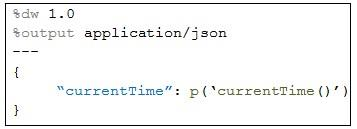 %dw 1.0
%output application/json
---
{
“currentTime”: p(‘currentTime()’)
}